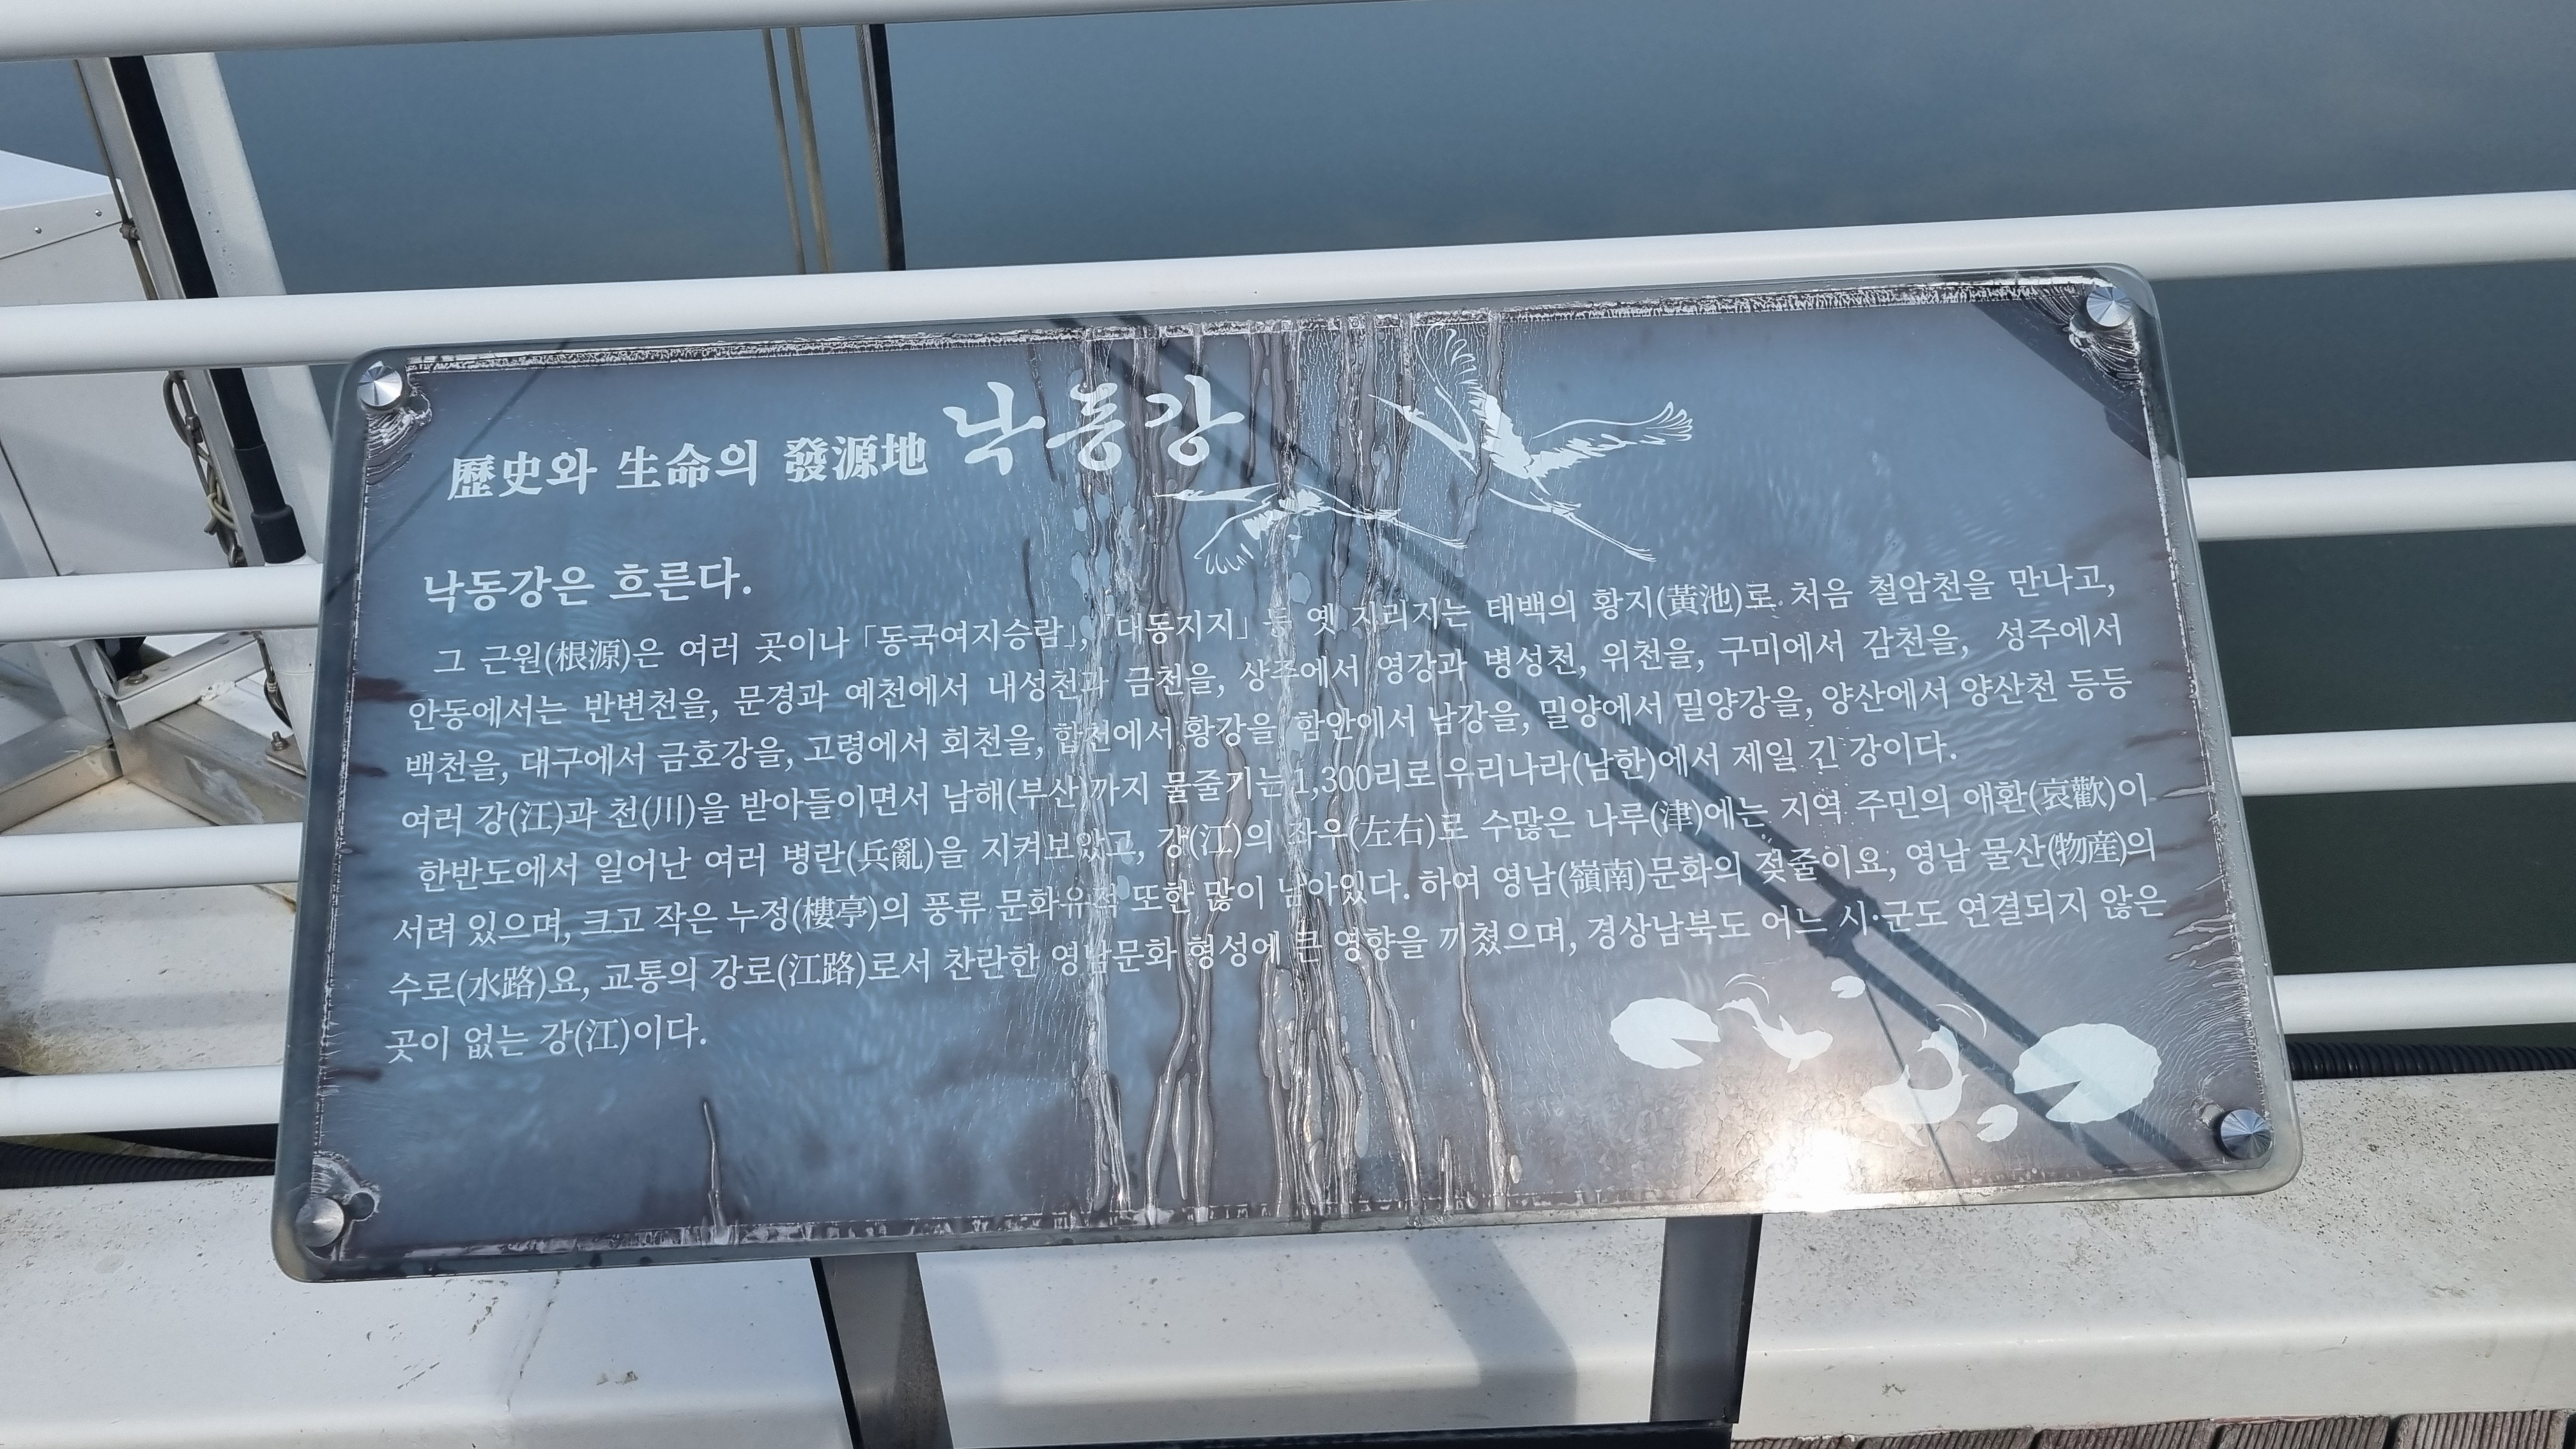 歷史와 生命의 發源地 낙동강
낙동강은 흐른다.
그 근원(根源)은 여러 곳이나 「동국여지승람」, 「대동지지」 등 옛 지리지는 태백의 황지(黃池)로 처음 철암천을 만나고,
안동에서는 반변천을, 문경과 예천에서 내성천과 금천을, 상주에서 영강과 병성천, 위천을, 구미에서 감천을, 성주에서
백천을, 대구에서 금호강을, 고령에서 회천을, 합천에서 황강을 함안에서 남강을, 밀양에서 밀양강을, 양산에서 양산천 등등
여러 강(江)과 천(川)을 받아들이면서 남해(부산)까지 물줄기는 1,300리로 우리나라(남한)에서 제일 긴 강이다.
한반도에서 일어난 여러 병란(兵亂)을 지켜보았고, 강(江)의 좌우(左右)로 수많은 나루(津)에는 지역 주민의 애환(哀歡)이
서려 있으며, 크고 작은 누정(樓亭)의 풍류 문화유적 또한 많이 남아있다. 하여 영남(嶺南)문화의 젖줄이요, 영남 물산(物産)의
수로(水路)요, 교통의 강로(江路)로서 찬란한 영남문화 형성에 큰 영향을 끼쳤으며, 경상남북도 어느 시·군도 연결되지 않은
곳이 없는 강(江)이다.